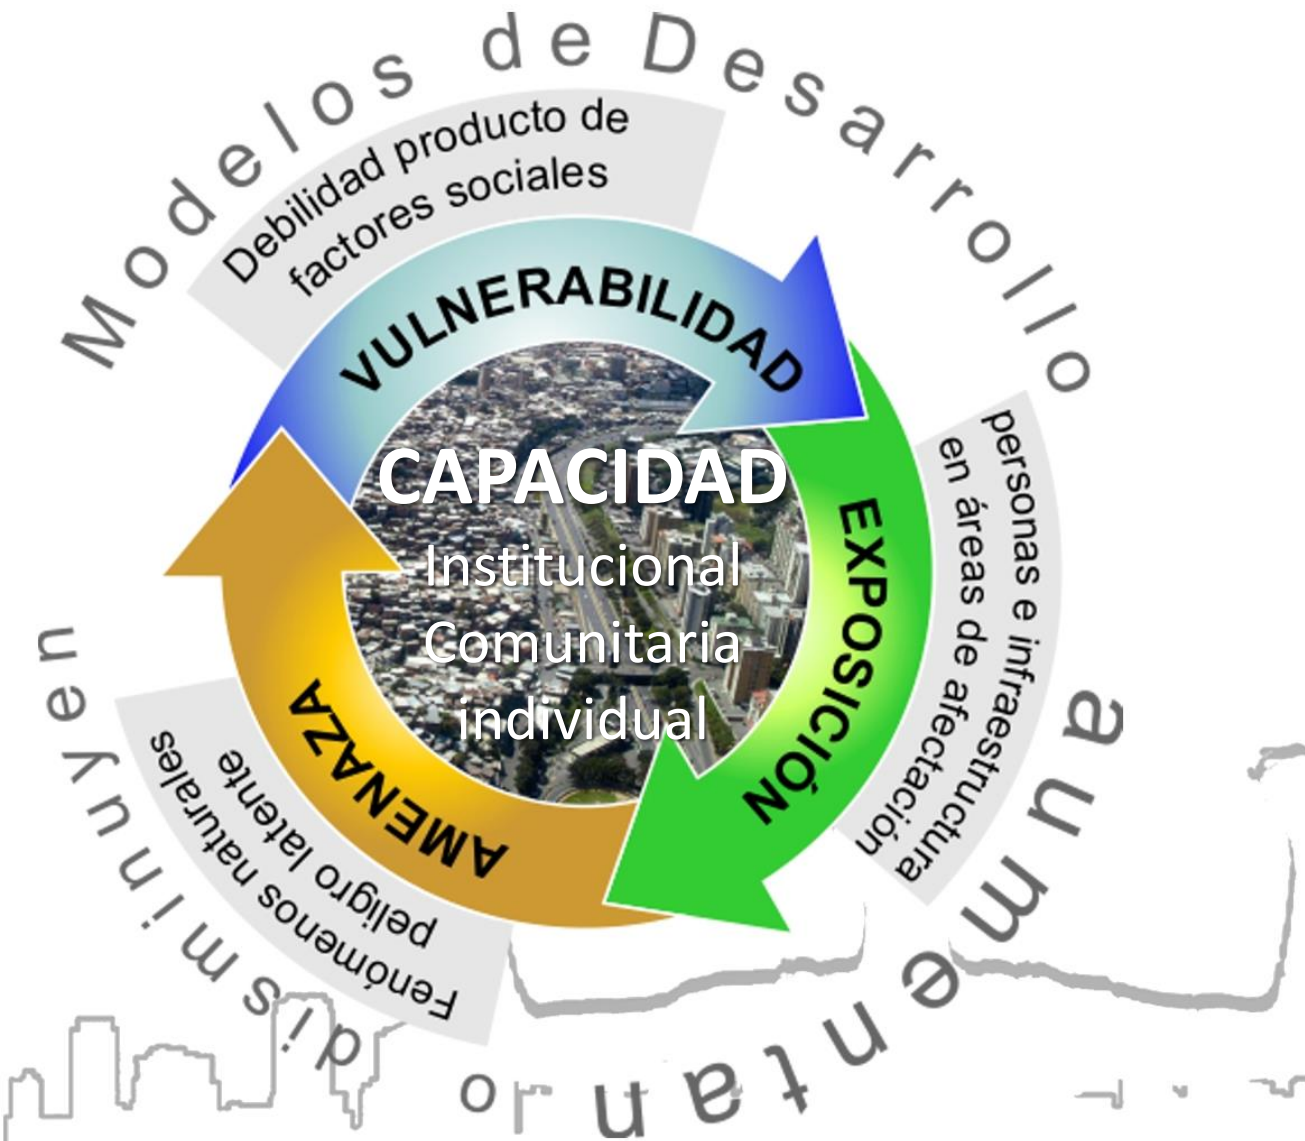 Modelos de Desarrollo
aumentan
o
disminuyen
Debilidad producto de
factores sociales
VULNERABILIDAD
personas e infraestructura
en áreas de afectación
EXPOSICIÓN
Fenómenos naturales
peligro latente
AMENAZA
CAPACIDAD
Institucional
Comunitaria
individual